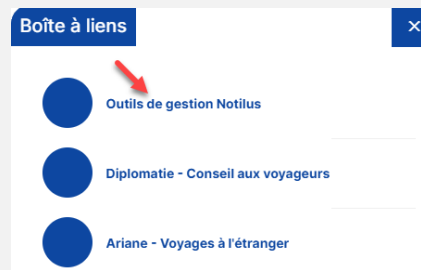 Boîte à liens
Outils de gestion Notilus
Diplomatie - Conseil aux voyageurs
Ariane - Voyages à l'étranger